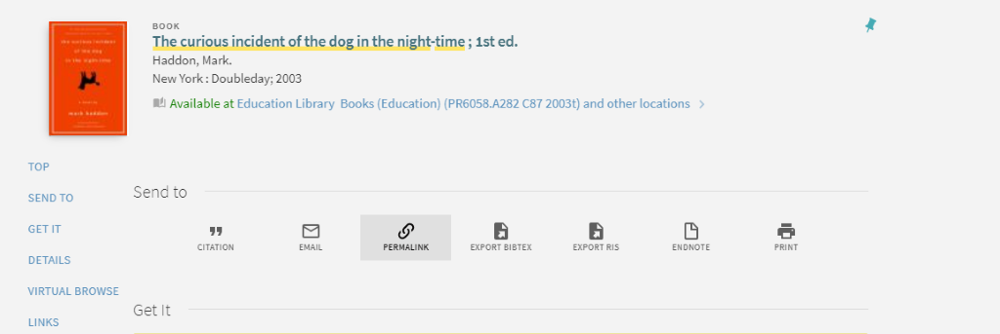 the curious incident
of the dog
in the night-time
a novel
mark haddon
BOOK
The curious incident of the dog in the night-time ; 1st ed.
Haddon, Mark.
New York : Doubleday; 2003
Available at Education Library Books (Education) (PR6058.A282 C87 2003t) and other locations
TOP
SEND TO
GET IT
DETAILS
VIRTUAL BROWSE
LINKS
Send to
CITATION
EMAIL
PERMALINK
EXPORT BIBTEX
EXPORT RIS
ENDNOTE
PRINT
Get It